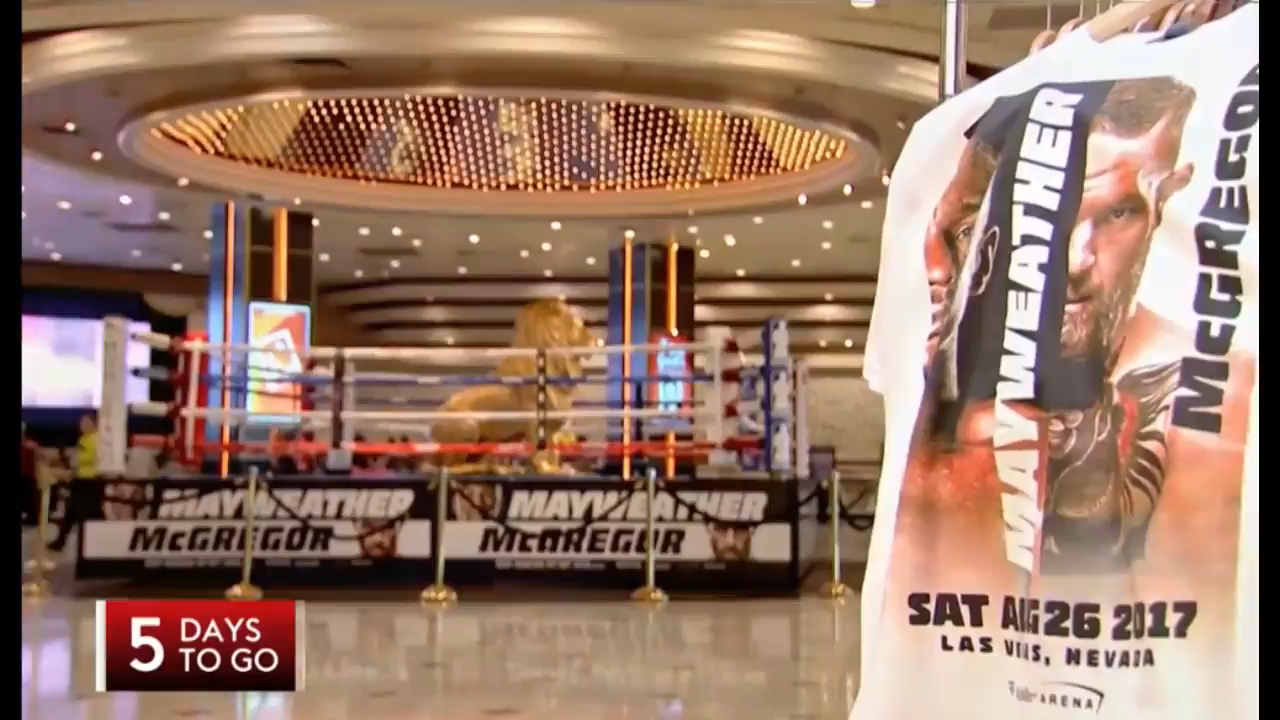 MAYWEATHER
McGREGOR
MAYWEATHER
McGREGOR
MAYWEATHER
McGREGOR
SAT AUG 26 2017
LAS VEGAS, NEVADA
ARENA
5 DAYS
TO GO